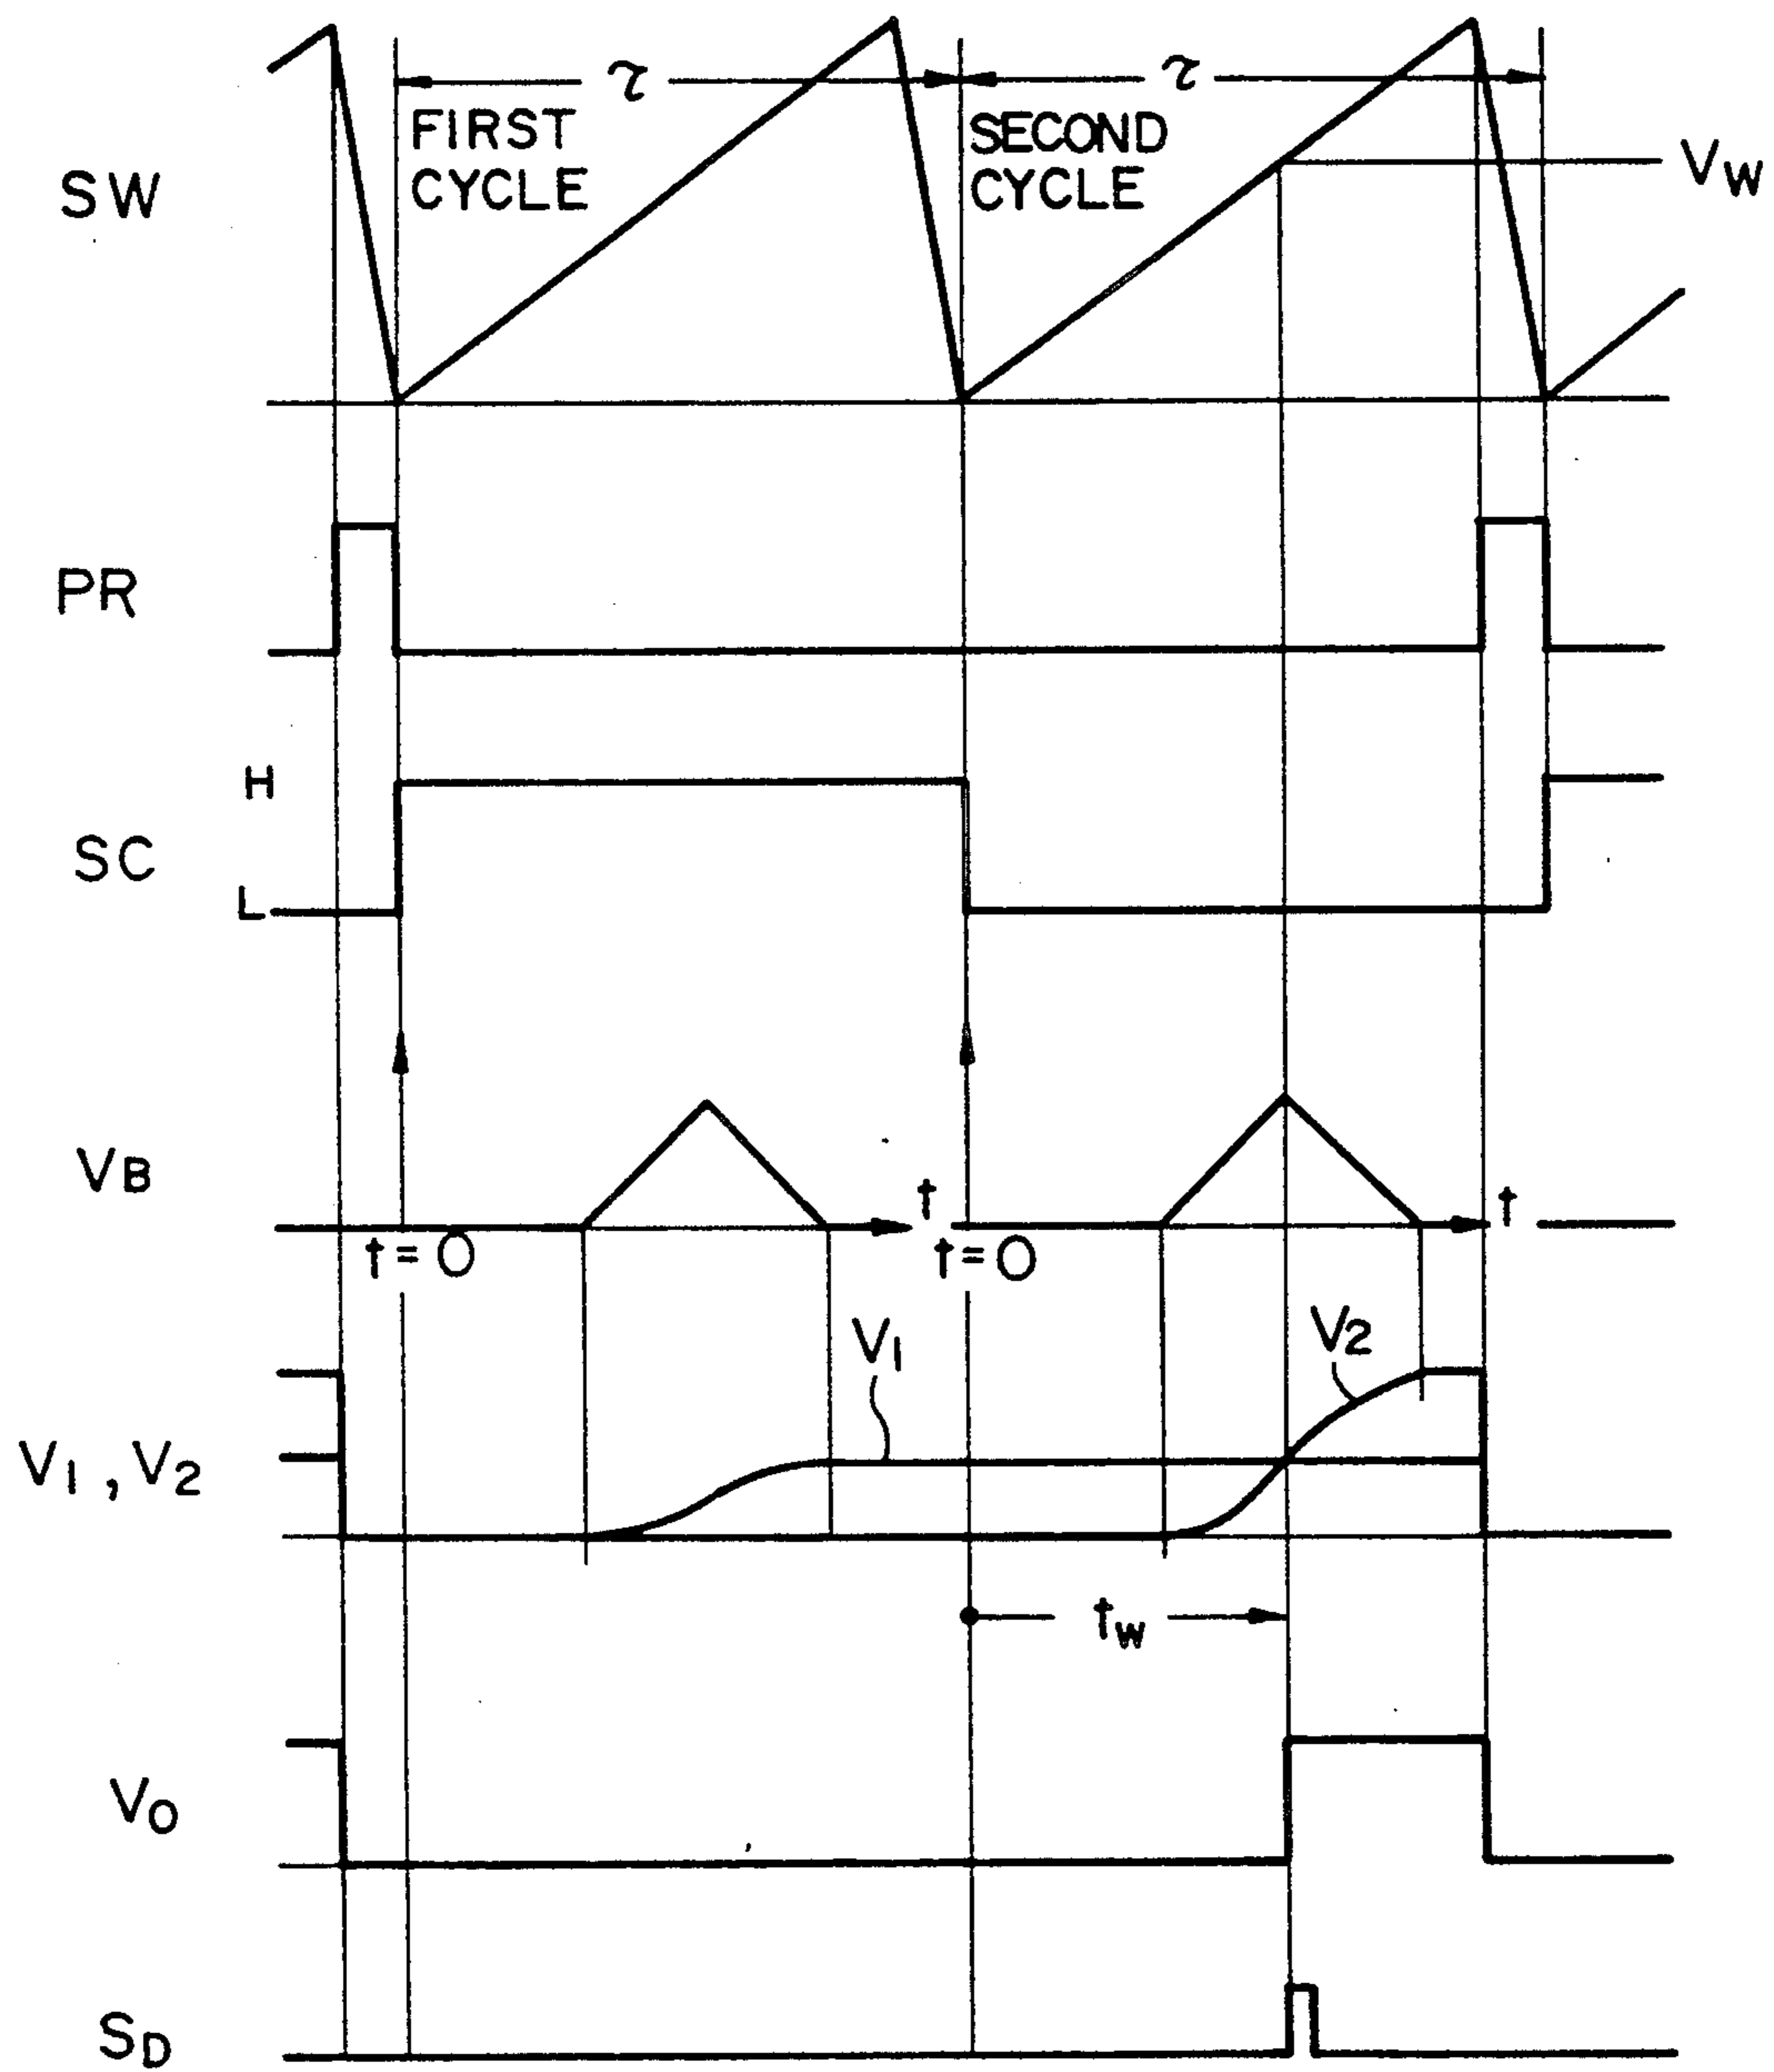 τ
τ
FIRST
CYCLE
SECOND
CYCLE
SW
VW
PR
H
SC
L
VB
t
t
t=0
t=0
V1
V2
V1, V2
tW
VO
SD